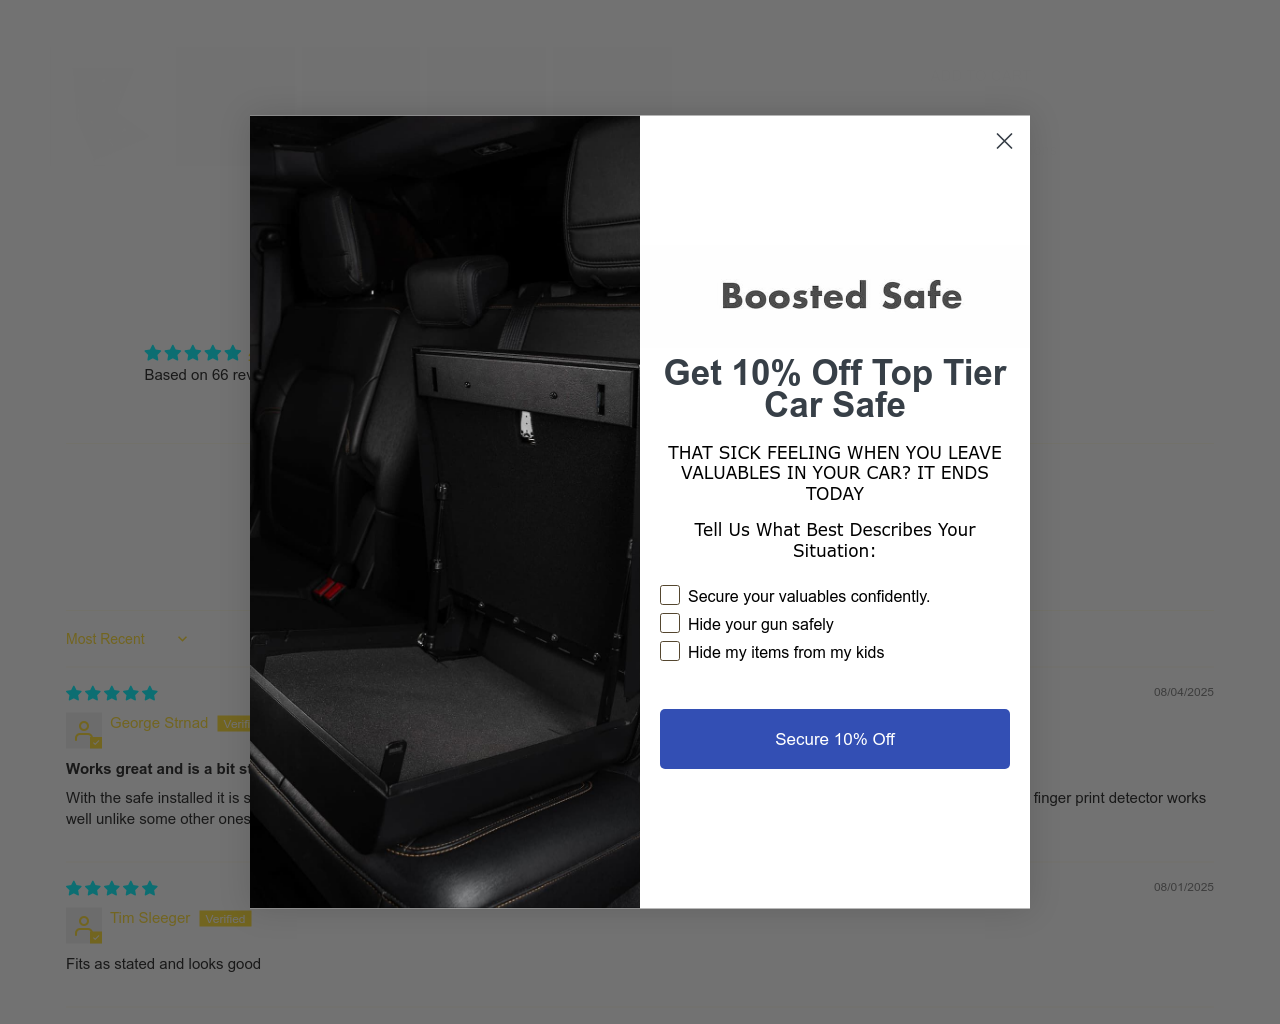 Boosted Safe
Get 10% Off Top Tier
Car Safe
THAT SICK FEELING WHEN YOU LEAVE
VALUABLES IN YOUR CAR? IT ENDS
TODAY
Tell Us What Best Describes Your
Situation:
Secure your valuables confidently.
Hide your gun safely
Hide my items from my kids
Secure 10% Off
Based on 66
Most Recent
08/04/2025
George Strnad
Works great and is a bit
With the safe installed it is
finger print detector works
well unlike some other ones
08/01/2025
Tim Sleeger Verified
Fits as stated and looks good